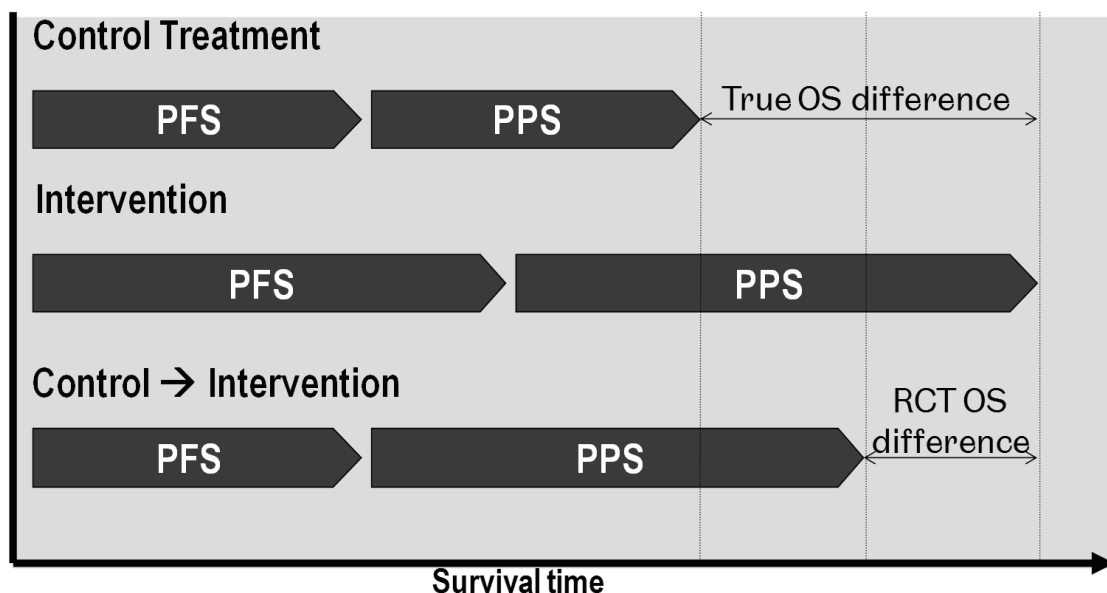 Control Treatment
PFS
PPS
True OS difference
Intervention
PFS
PPS
Control → Intervention
PFS
PPS
RCT OS
difference
Survival time